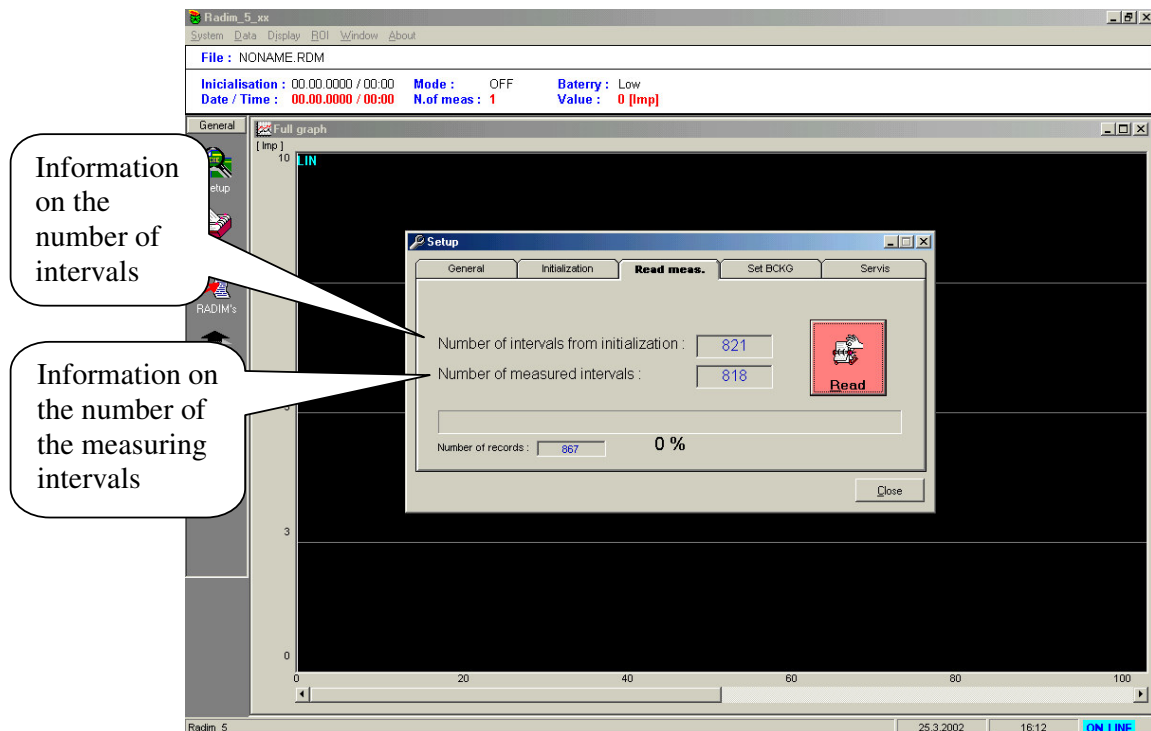 Radim_5_xx
System Data Display ROI Window About
File : NONAME.RDM
Inicialisation : 00.00.0000 / 00:00 Mode : OFF Baterry : Low
Date / Time : 00.00.0000 / 00:00 N.of meas : 1 Value : 0 [Imp]
General
Full graph
[ Imp ]
10
LIN
Information
on the
number of
intervals
etup
RADIM's
Setup
General Initialization Read meas. Set BCKG Servis
Number of intervals from initialization : 821
Number of measured intervals : 818
Read
Number of records : 867 0 %
Close
Information on
the number of
the measuring
intervals
3
0
0 20 40 60 80 100
Radim_5 25.3.2002 16:12 ON LINE